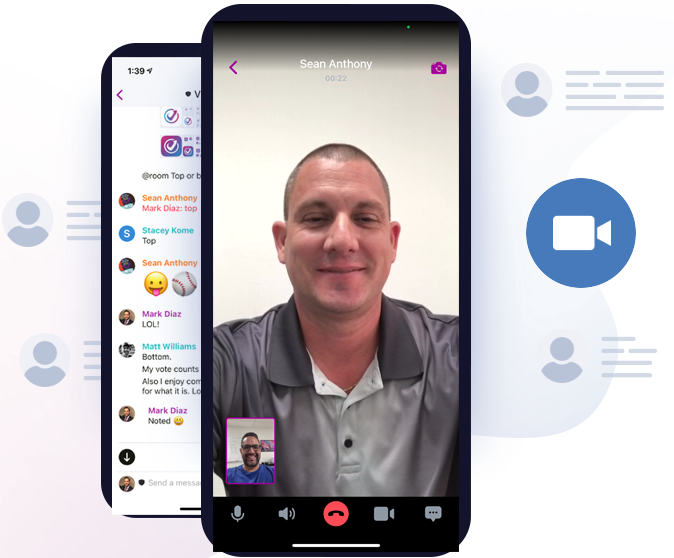 1:39
V
@room Top or b
Sean Anthony
Mark Diaz: top
S
Stacey Kome
Top
Sean Anthony
Mark Diaz
LOL!
Matt Williams
Bottom.
My vote counts
Also I enjoy com
for what it is. Lo
Mark Diaz
Noted
Send a messa
Sean Anthony
00:22